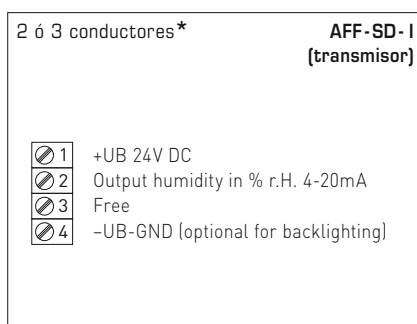 2 ó 3 conductores* AFF-SD-I
(transmisor)
1 +UB 24V DC
2 Output humidity in % r.H. 4-20mA
3 Free
4 –UB-GND (optional for backlighting)